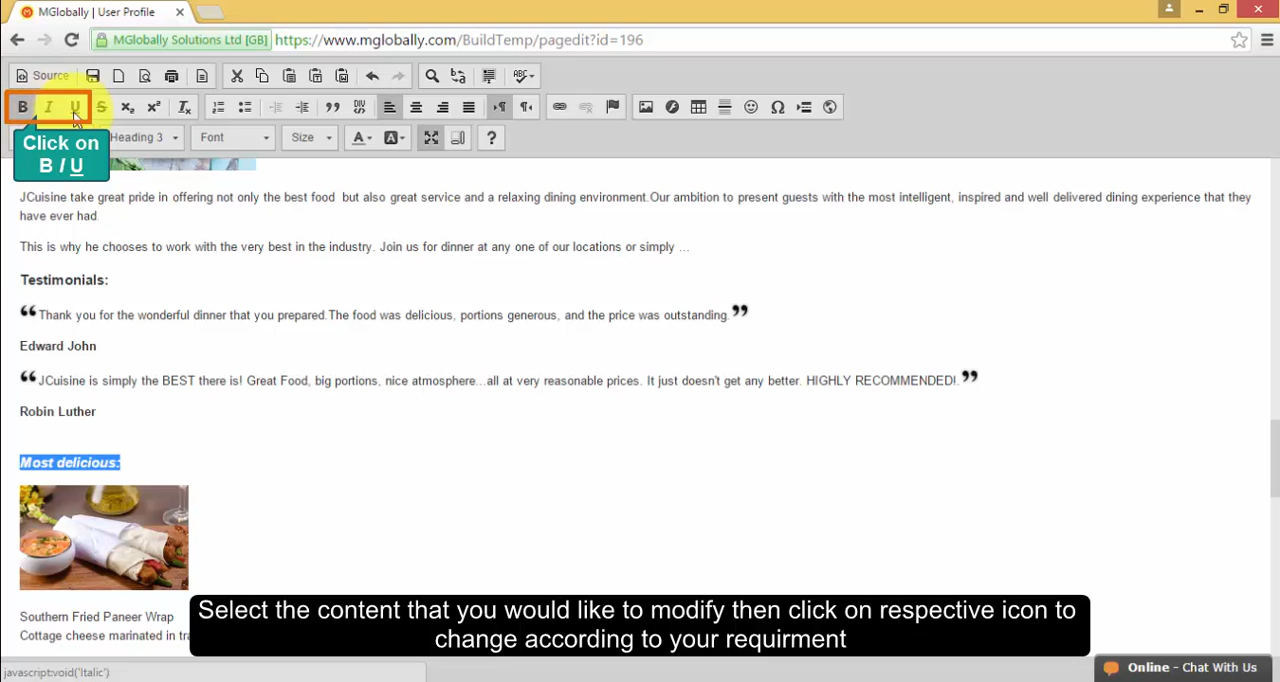 MGlobally | User Profile
MGlobally Solutions Ltd [GB] https://www.mglobally.com/BuildTemp/pagedit?id=196
Source
B I U S x₂ x² Tx
DIV
Click on
B I U
Heading 3 Font Size A A ?
JCuisine take great pride in offering not only the best food but also great service and a relaxing dining environment.Our ambition to present guests with the most intelligent, inspired and well delivered dining experience that they
have ever had.
This is why he chooses to work with the very best in the industry. Join us for dinner at any one of our locations or simply ...
Testimonials:
“Thank you for the wonderful dinner that you prepared.The food was delicious, portions generous, and the price was outstanding.”
Edward John
“JCuisine is simply the BEST there is! Great Food, big portions, nice atmosphere...all at very reasonable prices. It just doesn't get any better. HIGHLY RECOMMENDED!.”
Robin Luther
Most delicious:
Southern Fried Paneer Wrap
Cottage cheese marinated in tra
Select the content that you would like to modify then click on respective icon to
change according to your requirment
javascript:void('Italic')
Online - Chat With Us